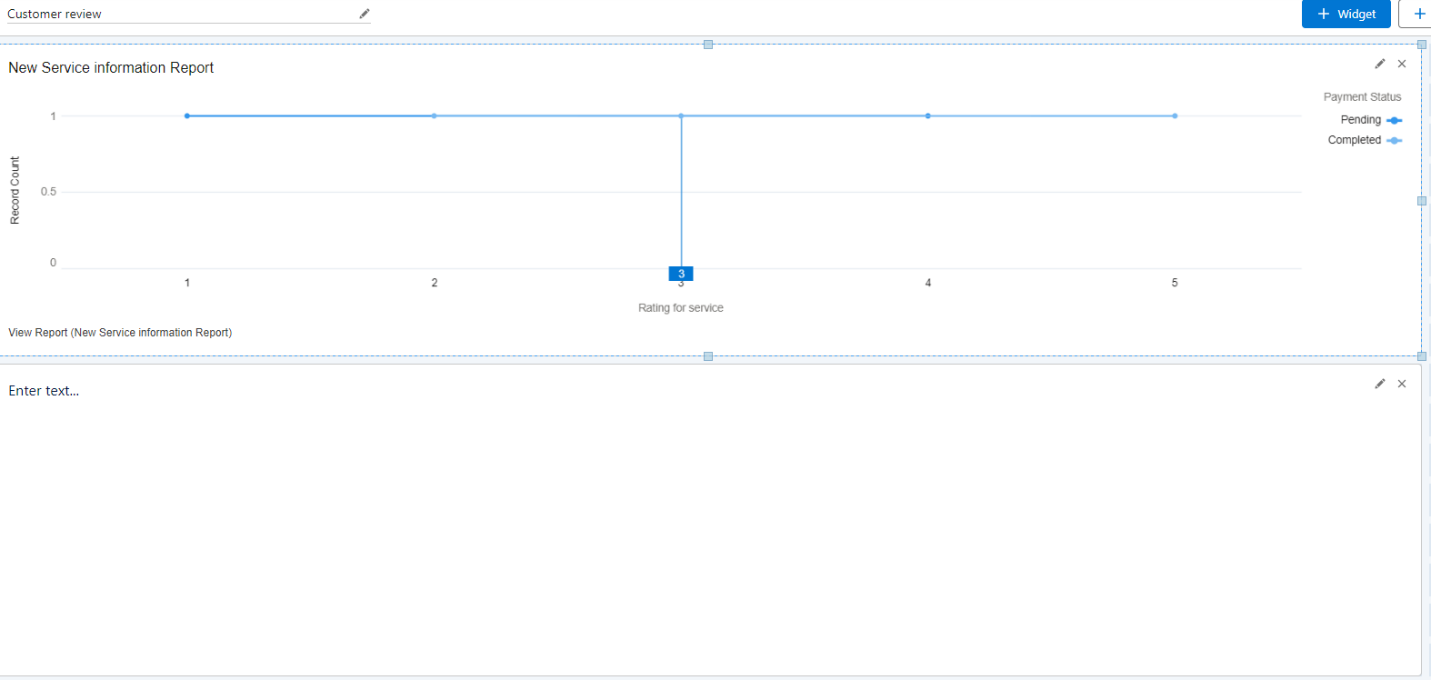 Customer review
+ Widget
+
New Service information Report
Payment Status
Pending
Completed
Record Count
1
0.5
0
3
1 2 3 4 5
Rating for service
View Report (New Service information Report)
Enter text...